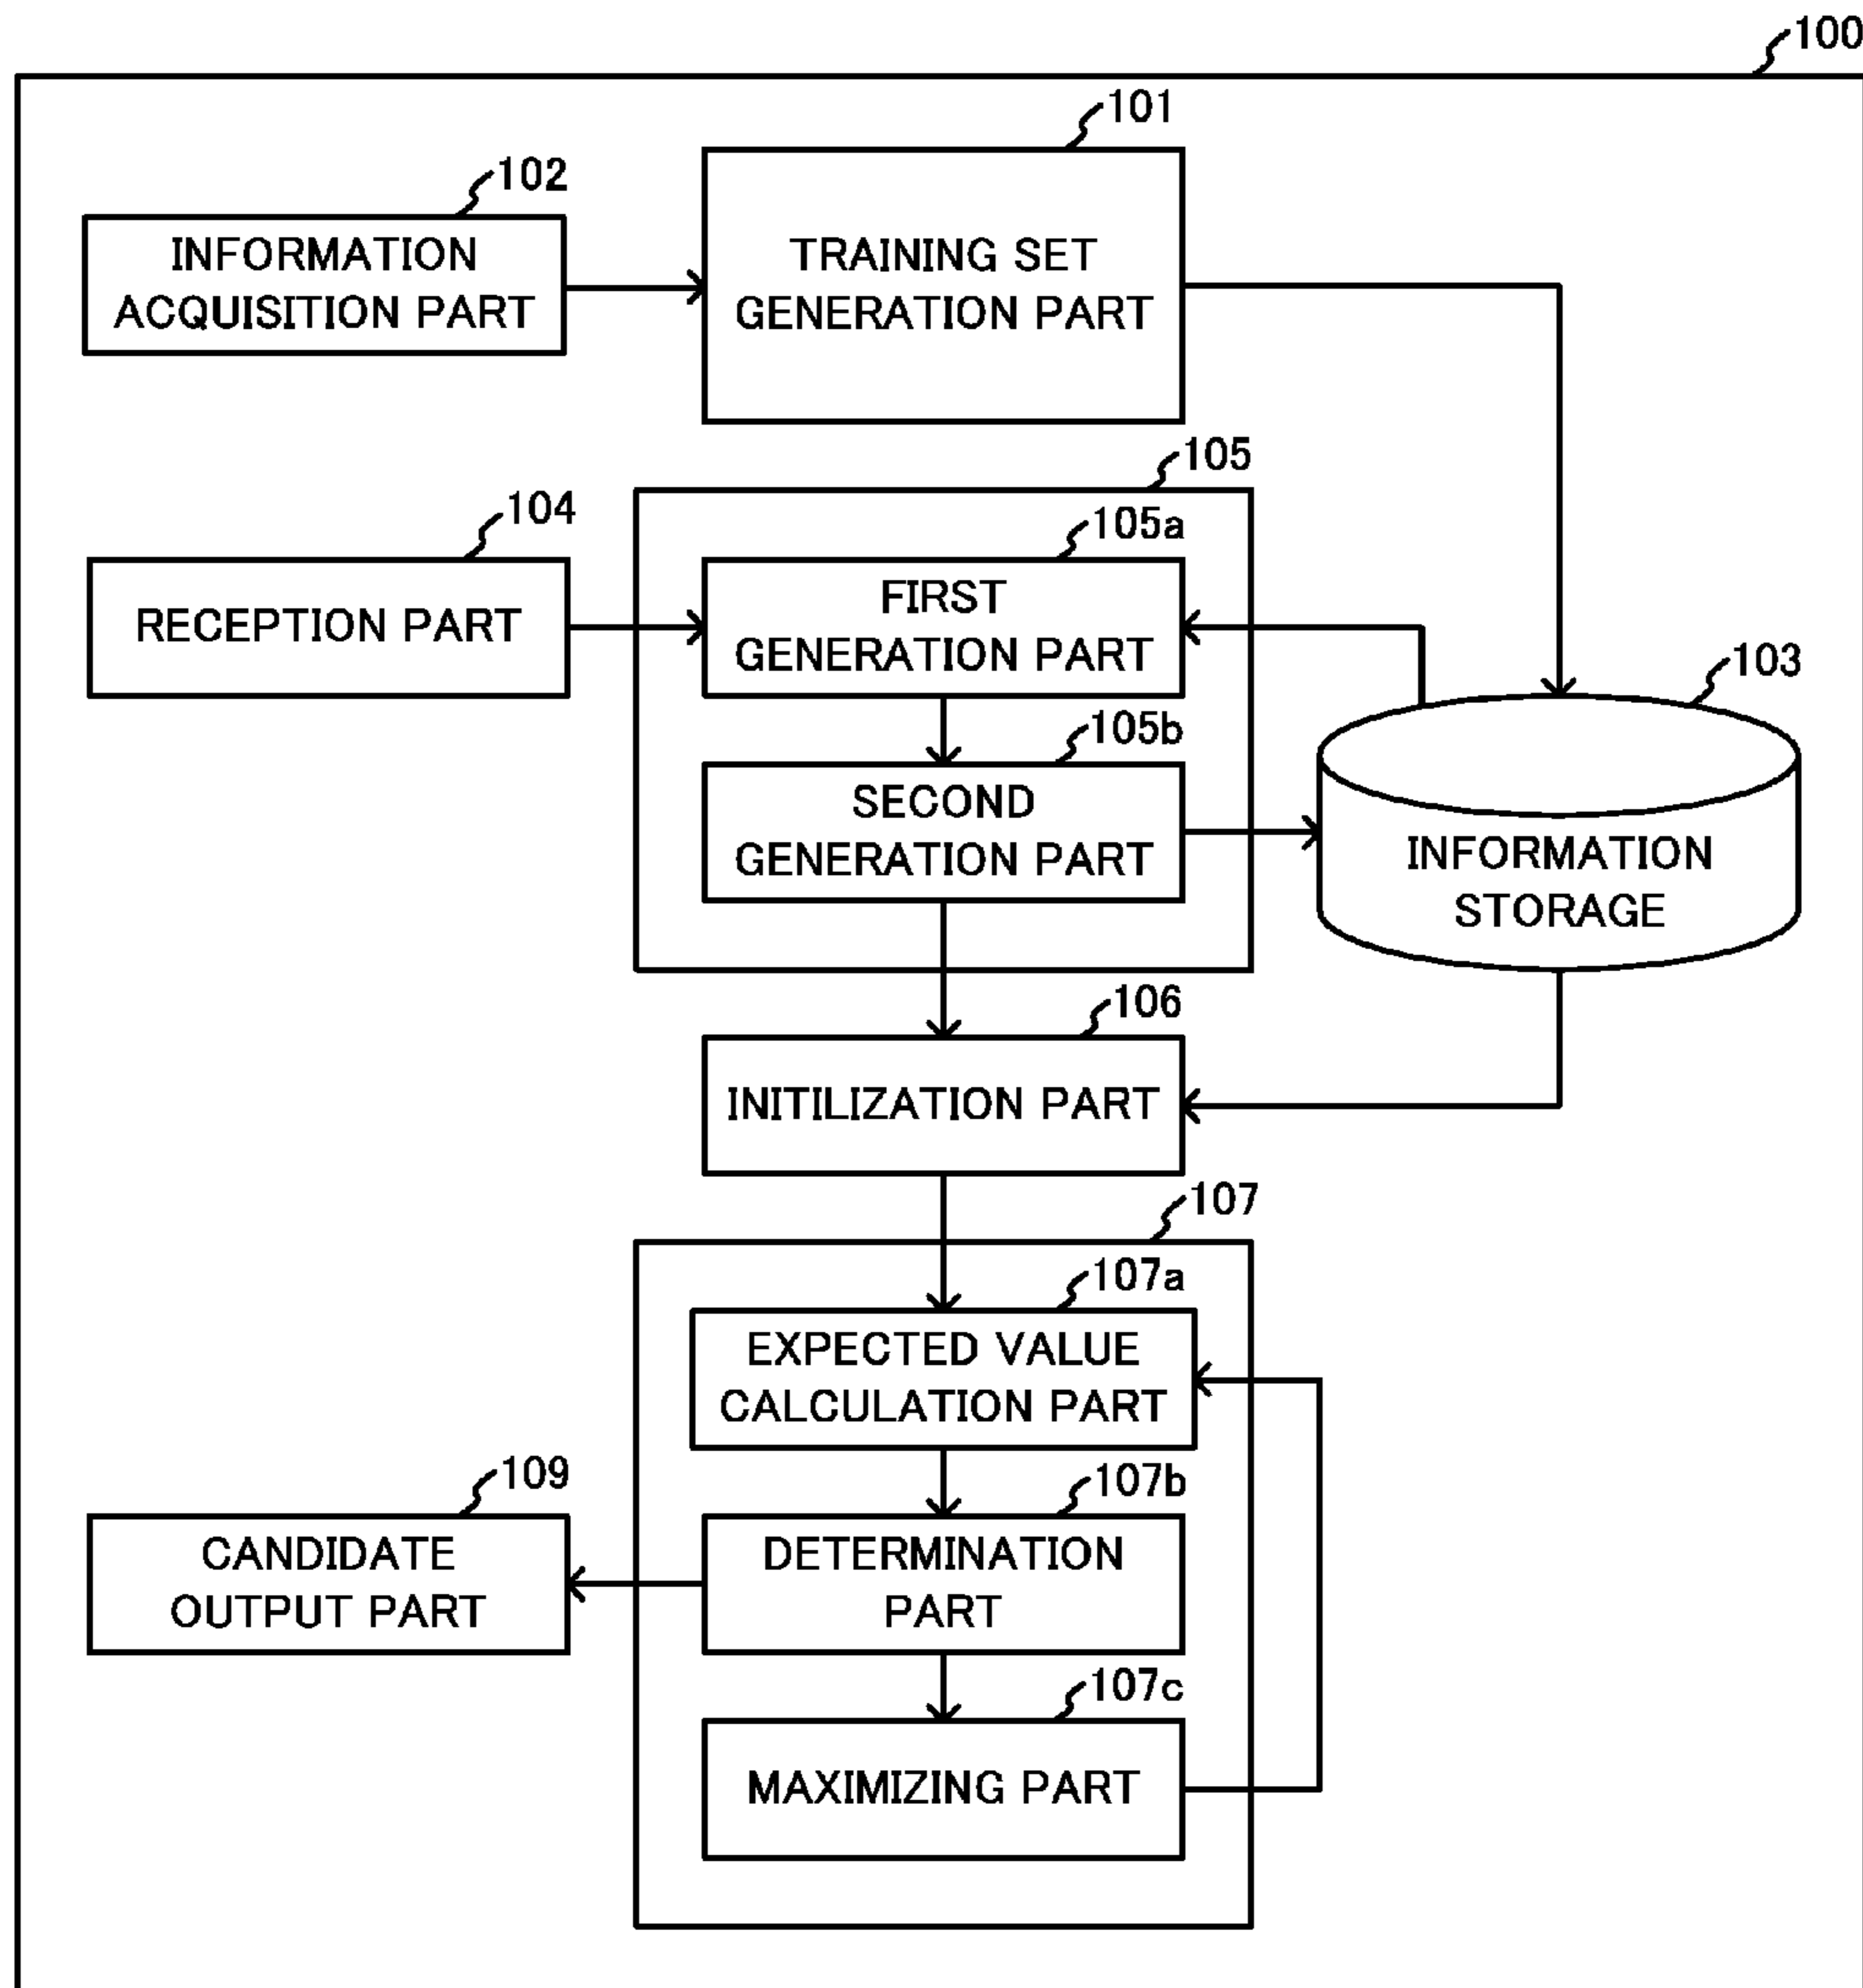 100
101
102
INFORMATION
ACQUISITION PART
TRAINING SET
GENERATION PART
105
104
105a
RECEPTION PART
FIRST
GENERATION PART
103
105b
SECOND
GENERATION PART
INFORMATION
STORAGE
106
INITILIZATION PART
107
107a
EXPECTED VALUE
CALCULATION PART
109
107b
CANDIDATE
OUTPUT PART
DETERMINATION
PART
107c
MAXIMIZING PART